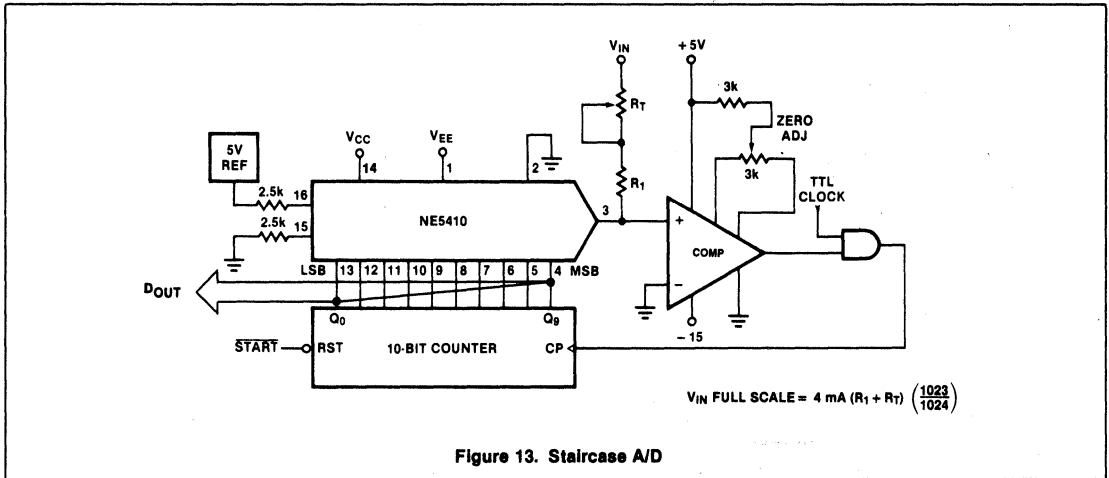 VIN
+ 5V
3k
ZERO
ADJ
RT
5V
REF
VCC
14
VEE
1
2
3k
TTL
CLOCK
2.5k
16
R1
NE5410
3
+
2.5k
15
COMP
LSB 13 12 11 10 9 8 7 6 5 4 MSB
DOUT
−
Q0
Q9
− 15
START
RST
10-BIT COUNTER
CP
VIN FULL SCALE = 4 mA (R1 + RT) (1023/1024)
Figure 13. Staircase A/D